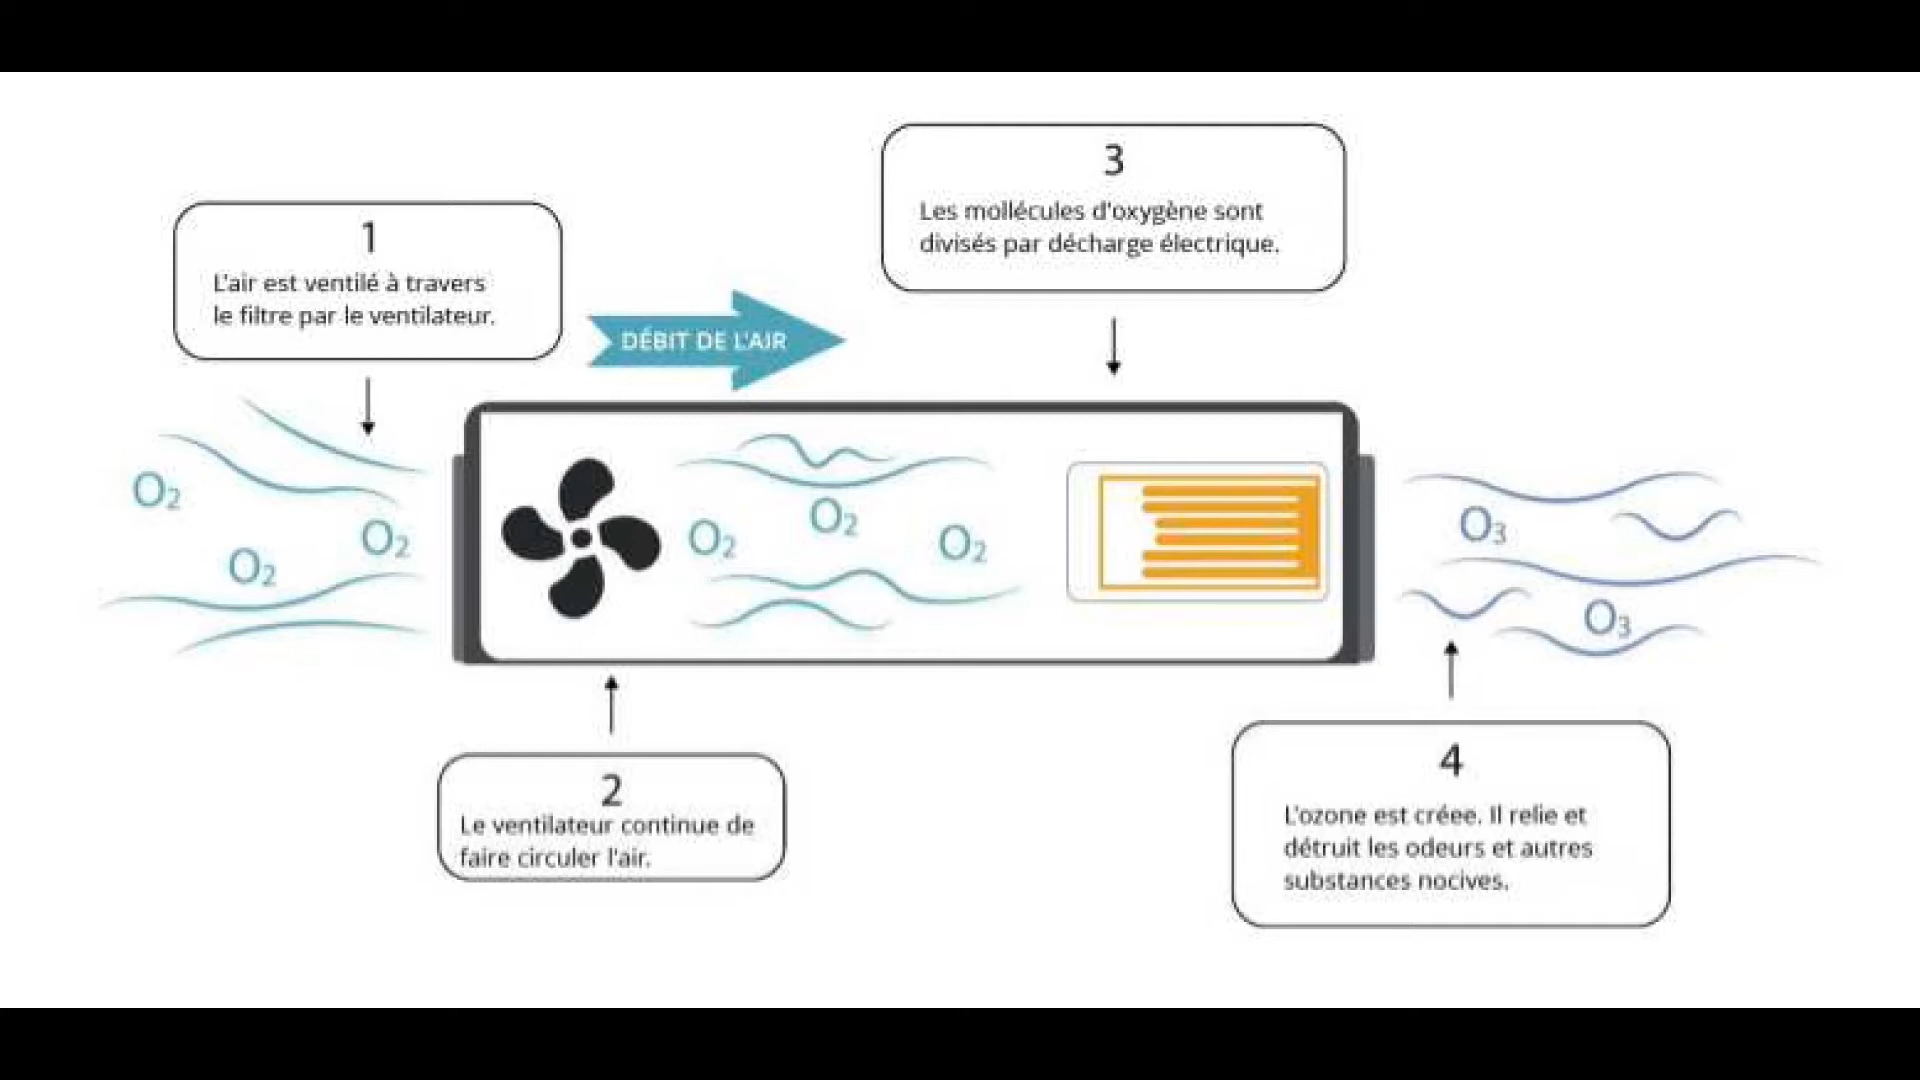 1
L'air est ventilé à travers
le filtre par le ventilateur.
DÉBIT DE L'AIR
3
Les mollécules d'oxygène sont
divisés par décharge électrique.
O2
O2
O2
O2
O2
O2
O3
O3
2
Le ventilateur continue de
faire circuler l'air.
4
L'ozone est créee. Il relie et
détruit les odeurs et autres
substances nocives.